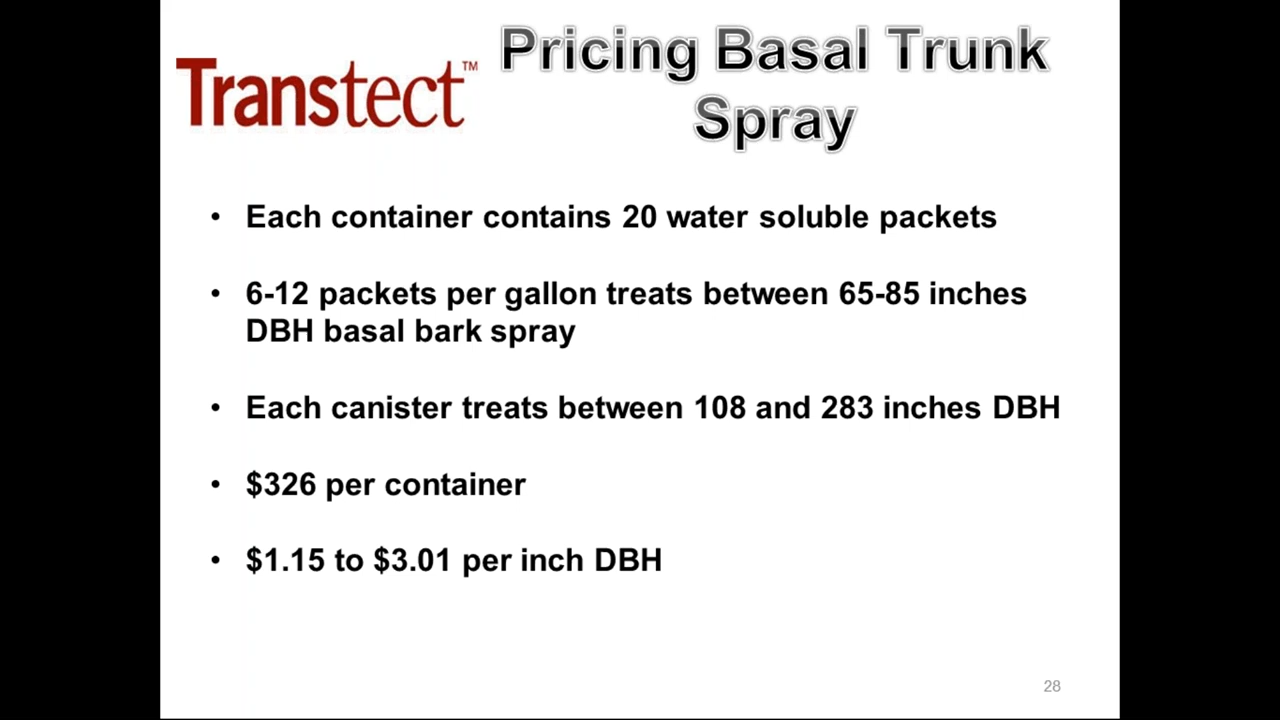 Transtect™
Pricing Basal Trunk
Spray
• Each container contains 20 water soluble packets
• 6-12 packets per gallon treats between 65-85 inches
DBH basal bark spray
• Each canister treats between 108 and 283 inches DBH
• $326 per container
• $1.15 to $3.01 per inch DBH
28